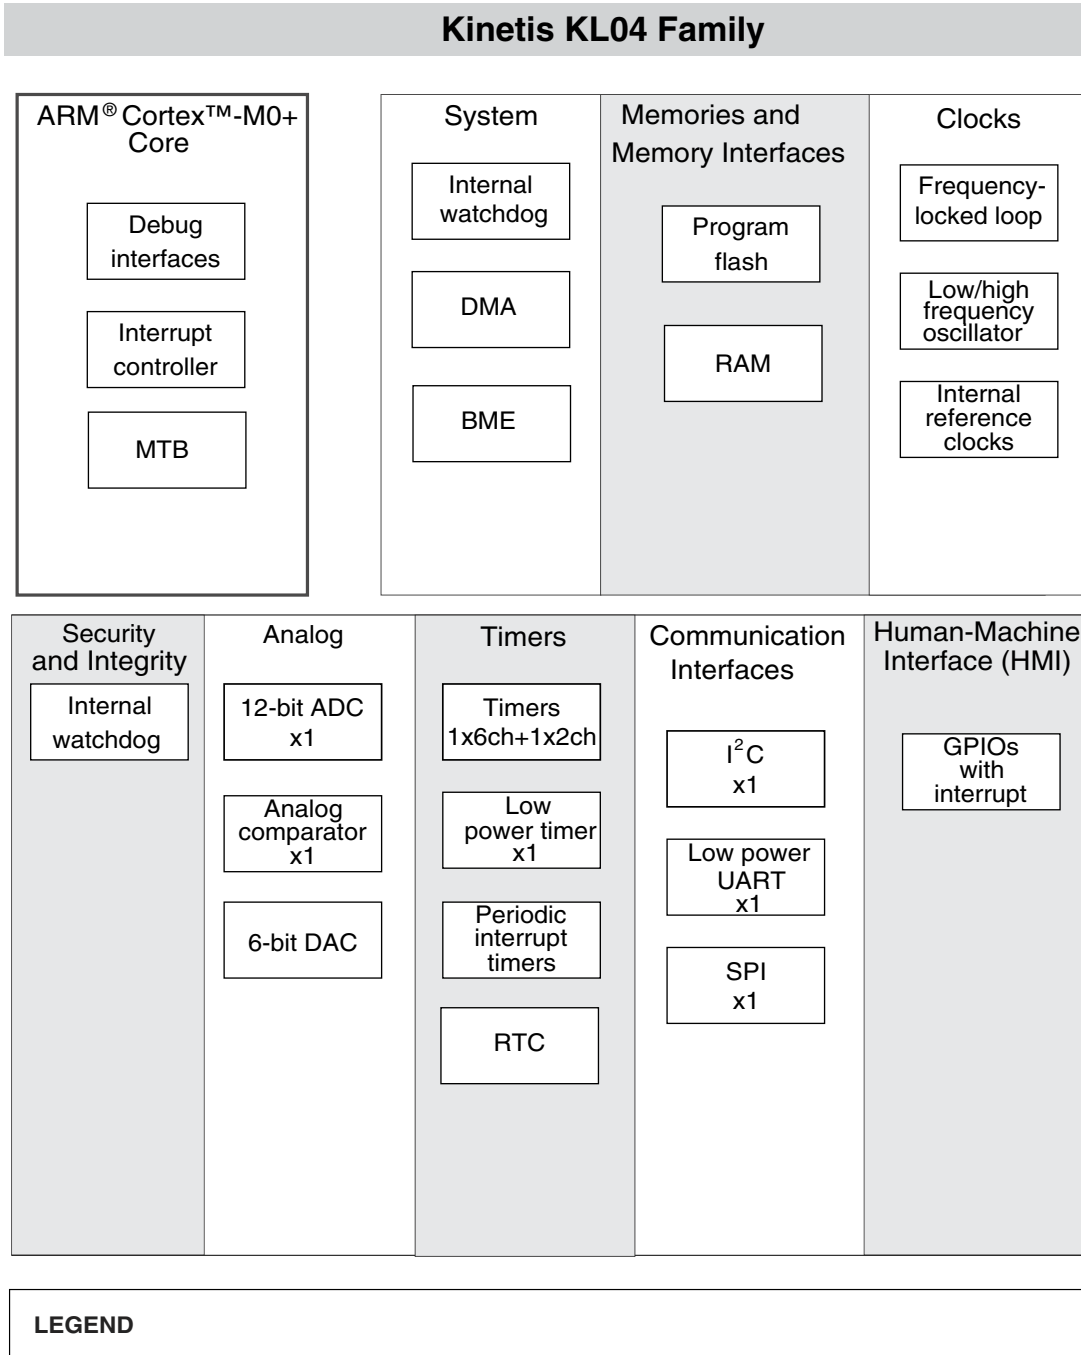 Kinetis KL04 Family
ARM® Cortex™-M0+
Core
Debug
interfaces
Interrupt
controller
MTB
System
Internal
watchdog
DMA
BME
Memories and
Memory Interfaces
Program
flash
RAM
Clocks
Frequency-
locked loop
Low/high
frequency
oscillator
Internal
reference
clocks
Security
and Integrity
Internal
watchdog
Analog
12-bit ADC
x1
Analog
comparator
x1
6-bit DAC
Timers
Timers
1x6ch+1x2ch
Low
power timer
x1
Periodic
interrupt
timers
RTC
Communication
Interfaces
I²C
x1
Low power
UART
x1
SPI
x1
Human-Machine
Interface (HMI)
GPIOs
with
interrupt
LEGEND